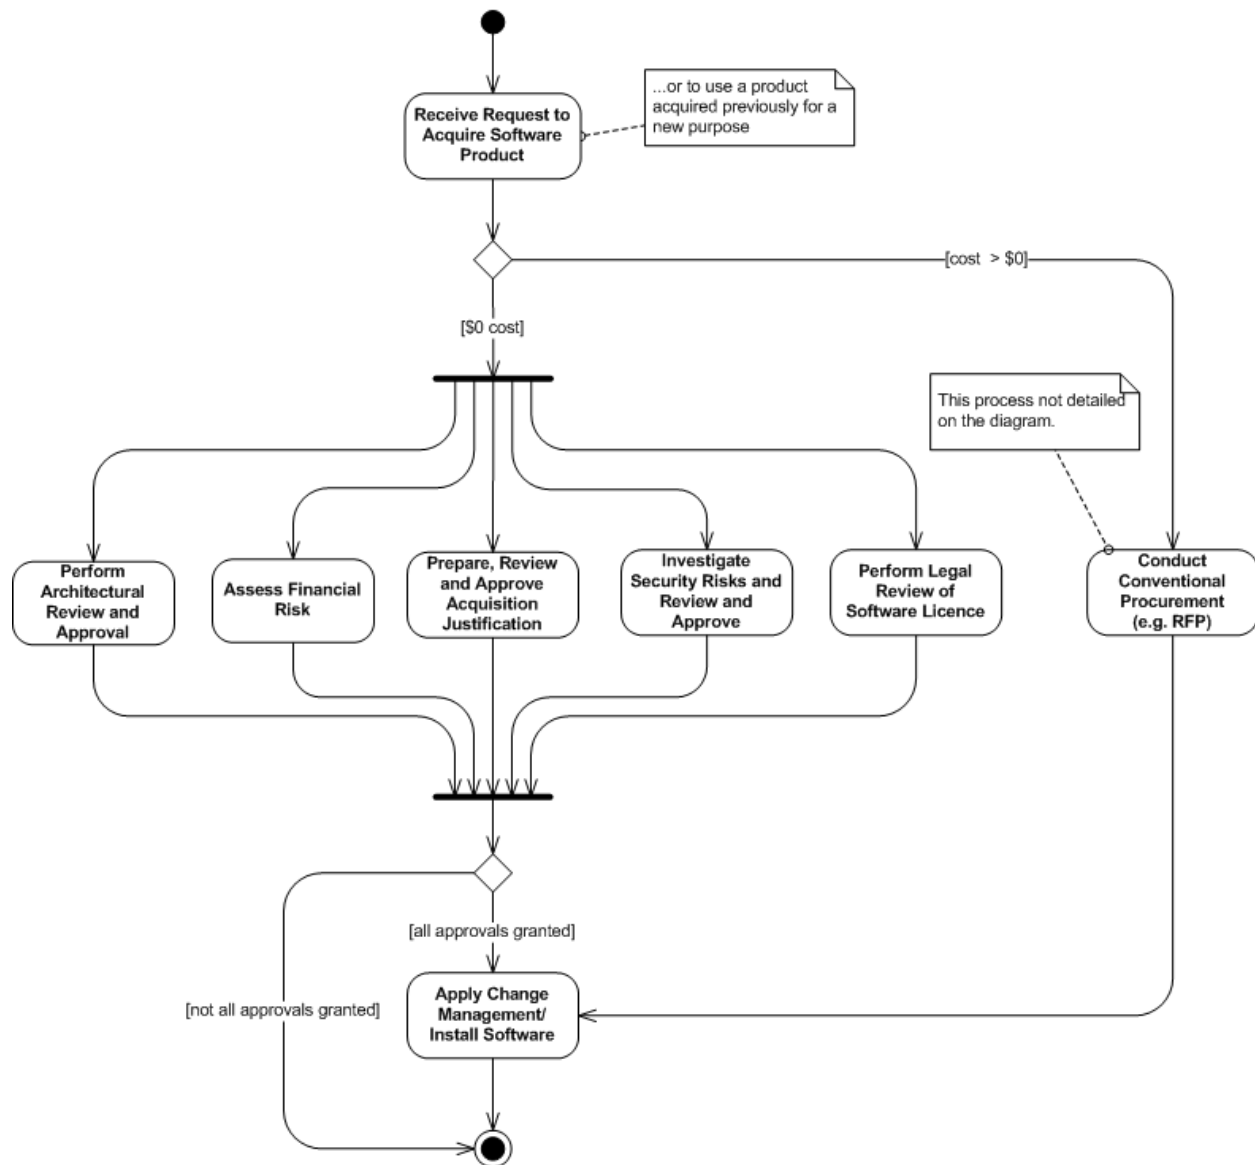 Receive Request to
Acquire Software
Product
...or to use a product
acquired previously for a
new purpose
[cost > $0]
[$0 cost]
This process not detailed
on the diagram.
Perform
Architectural
Review and
Approval
Assess Financial
Risk
Prepare, Review
and Approve
Acquisition
Justification
Investigate
Security Risks and
Review and
Approve
Perform Legal
Review of
Software Licence
Conduct
Conventional
Procurement
(e.g. RFP)
[all approvals granted]
[not all approvals granted]
Apply Change
Management/
Install Software